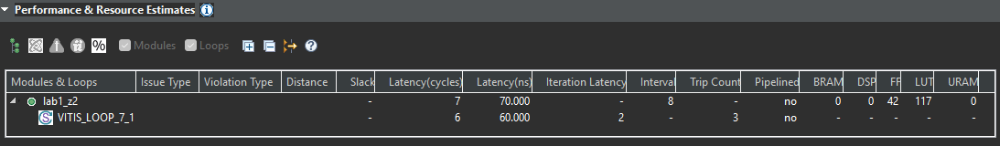 Performance & Resource Estimates
% Modules Loops
Modules & Loops Issue Type Violation Type Distance Slack Latency(cycles) Latency(ns) Iteration Latency Interval Trip Count Pipelined BRAM DSP FF LUT URAM
lab1_z2 - 7 70.000 - 8 - no 0 0 42 117 0
VITIS_LOOP_7_1 - 6 60.000 2 - 3 no - - - - -